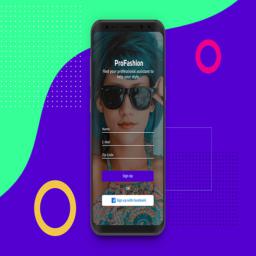 ProFashion
Find your professional assistant to
help your style.
Name
E-Mail
Zip Code
Sign Up
OR
Sign up with Facebook